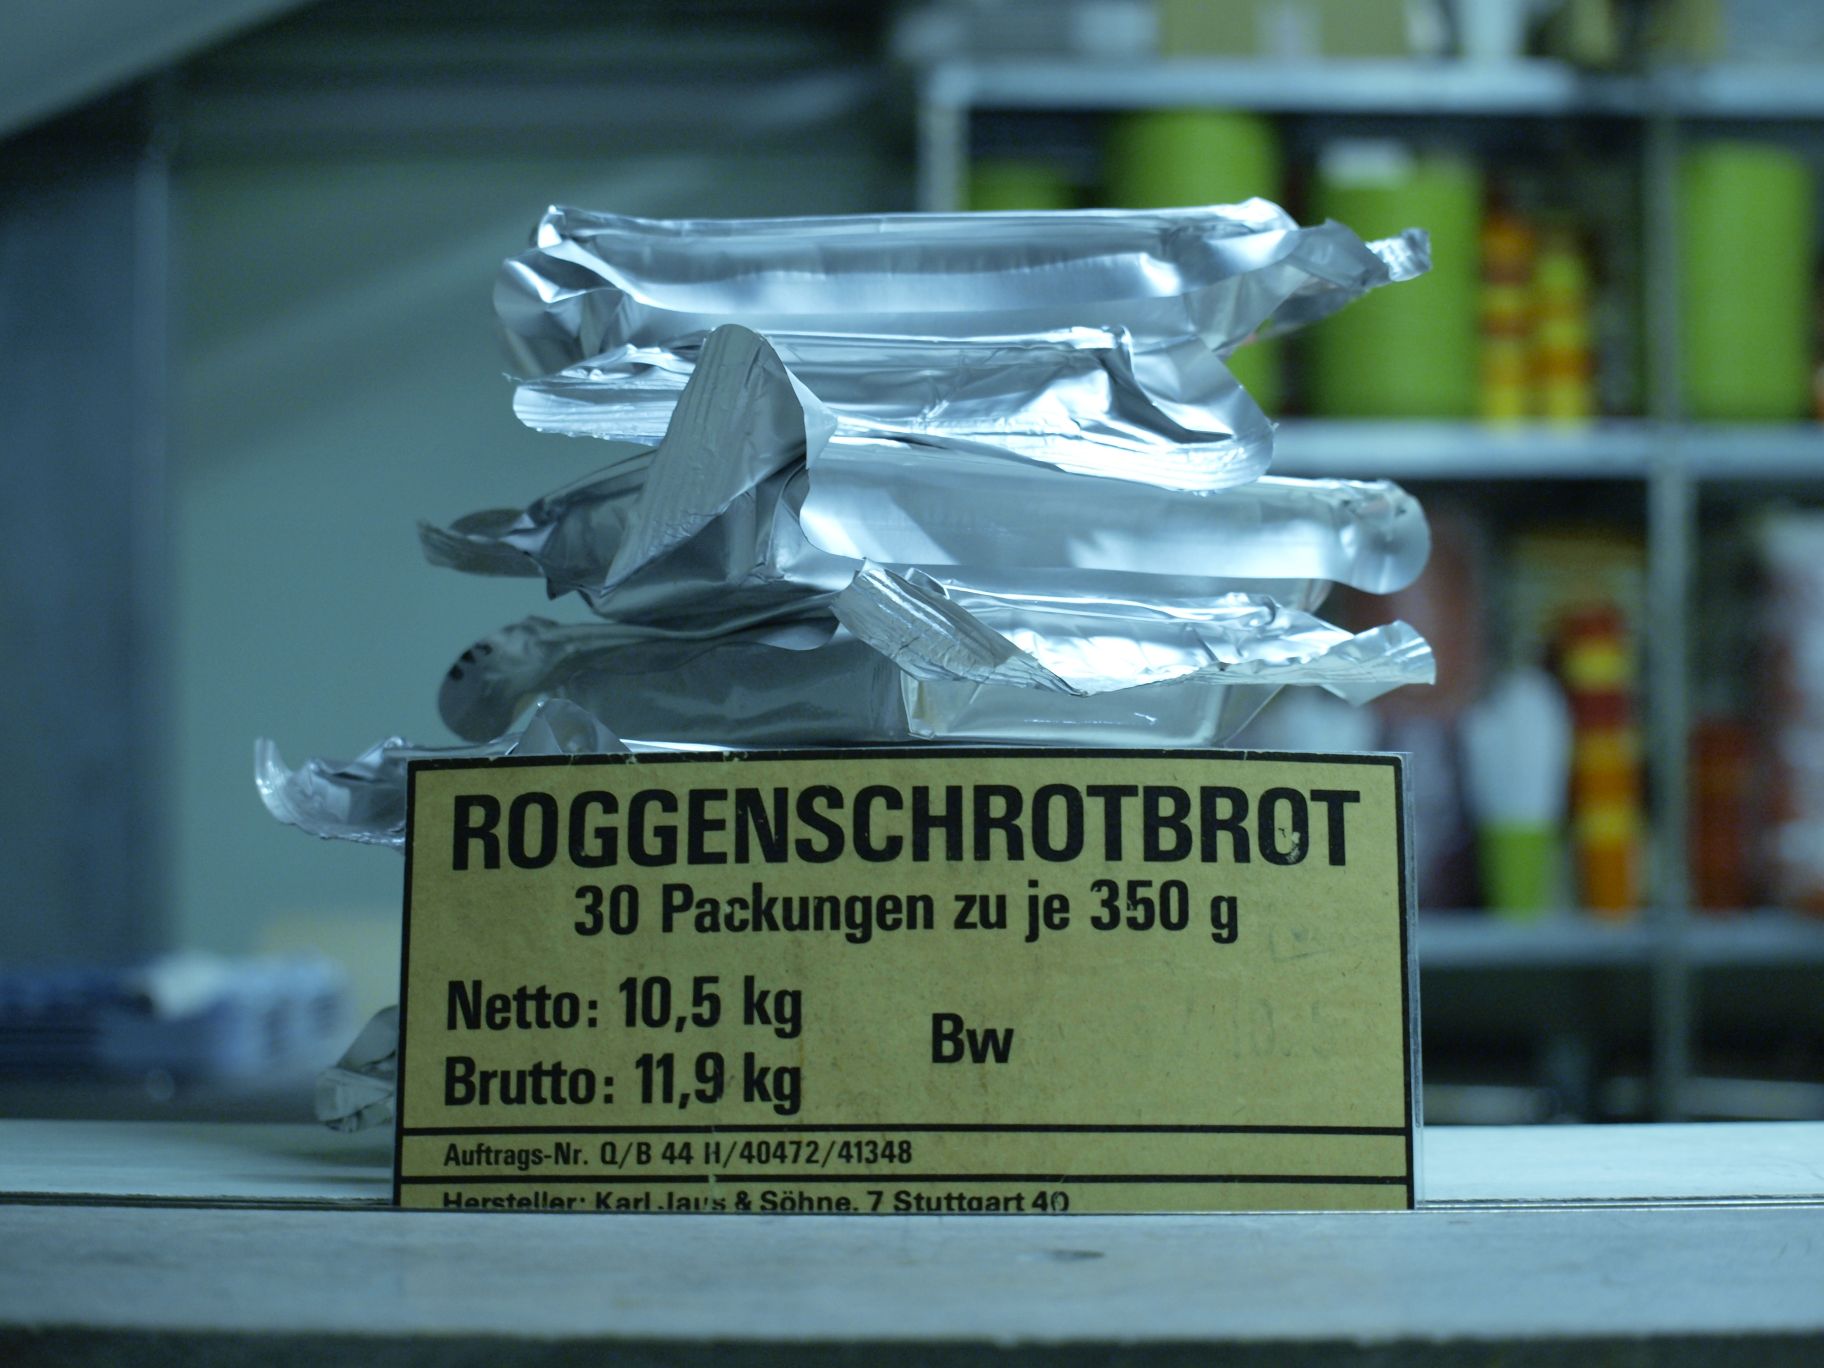 ROGGENSCHROTBROT
30 Packungen zu je 350 g
Netto: 10,5 kg
Bw
Brutto: 11,9 kg
Auftrags-Nr. Q/B 44 H/40472/41348
Hersteller: Karl Jaus & Söhne, 7 Stuttgart 40